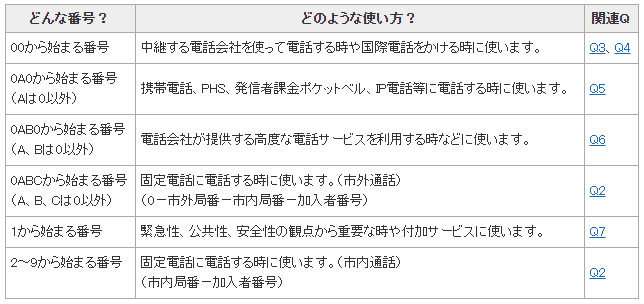 どんな番号？ どのような使い方？ 関連Q
00から始まる番号 中継する電話会社を使って電話する時や国際電話をかける時に使います。 Q3、Q4
0A0から始まる番号
（Aは0以外） 携帯電話、PHS、発信者課金ポケットベル、IP電話等に電話する時に使います。 Q5
0AB0から始まる番号
（A、Bは0以外） 電話会社が提供する高度な電話サービスを利用する時などに使います。 Q6
0ABCから始まる番号
（A、B、Cは0以外） 固定電話に電話する時に使います。（市外通話）
（0－市外局番－市内局番－加入者番号） Q2
1から始まる番号 緊急性、公共性、安全性の観点から重要な時や付加サービスに使います。 Q7
2～9から始まる番号 固定電話に電話する時に使います。（市内通話）
（市内局番－加入者番号） Q2